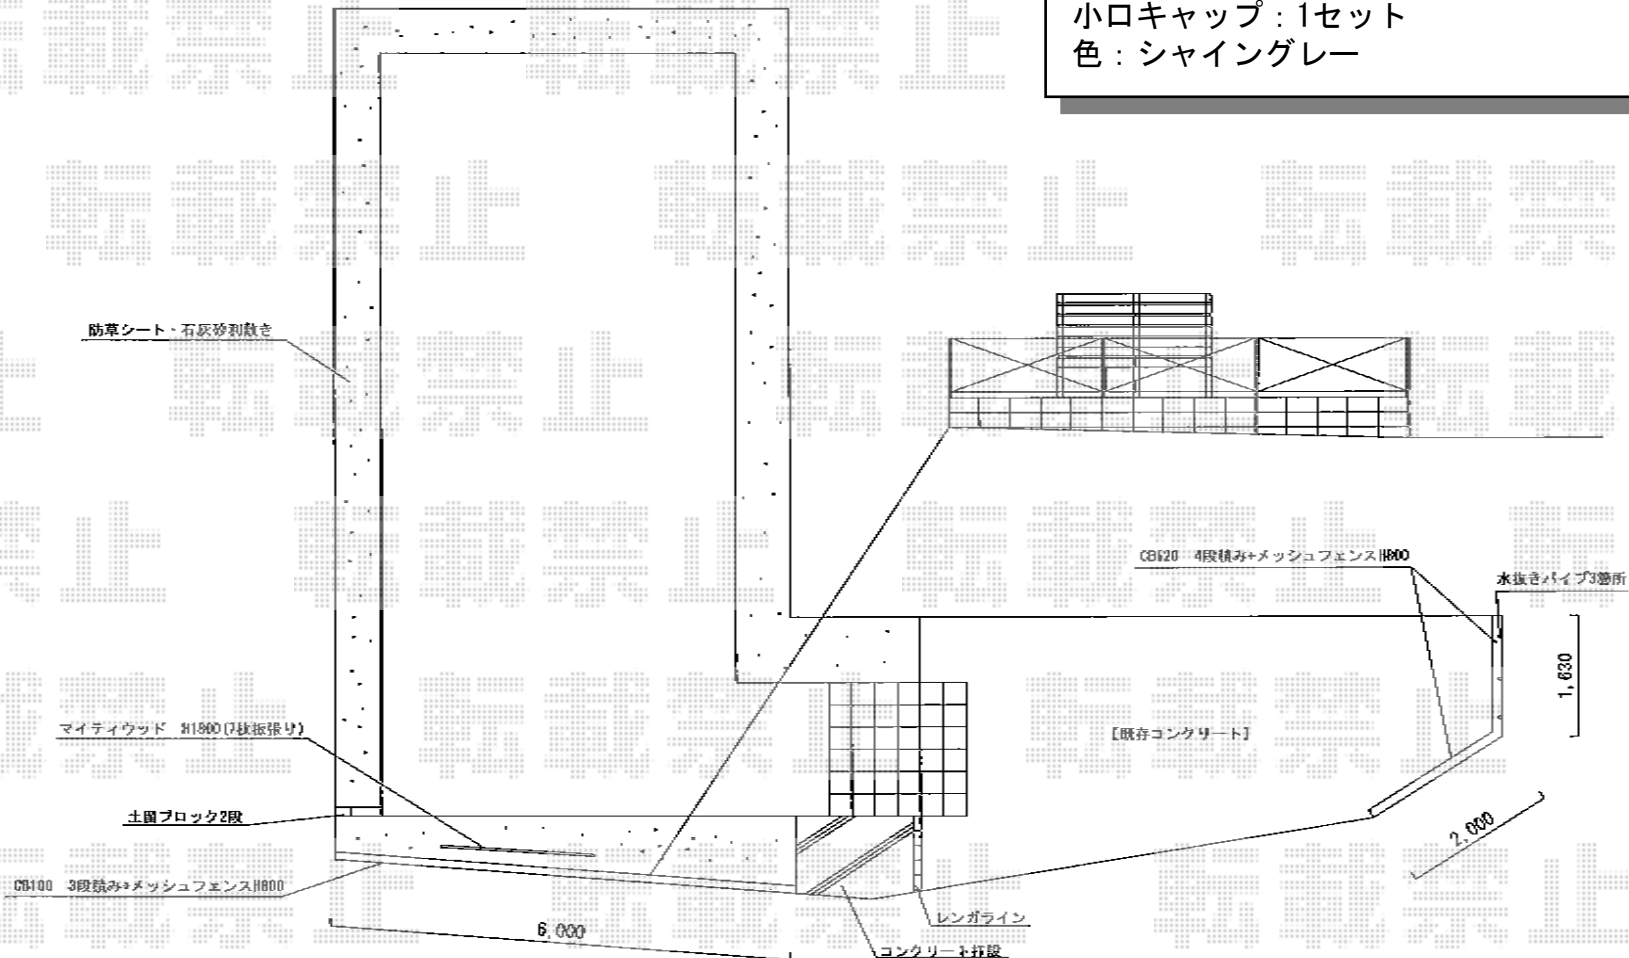 小口キャップ：1セット
色：シャイングレー
防草シート・石灰砂利敷き
CB120 4段積み+メッシュフェンスH800
水抜きパイプ3箇所
1,630
マイティウッド H1800(7枚板張り)
[既存コンクリート]
土留ブロック2段
2,000
CB100 3段積み+メッシュフェンスH800
レンガライン
6,000
コンクリート打設
転載禁止